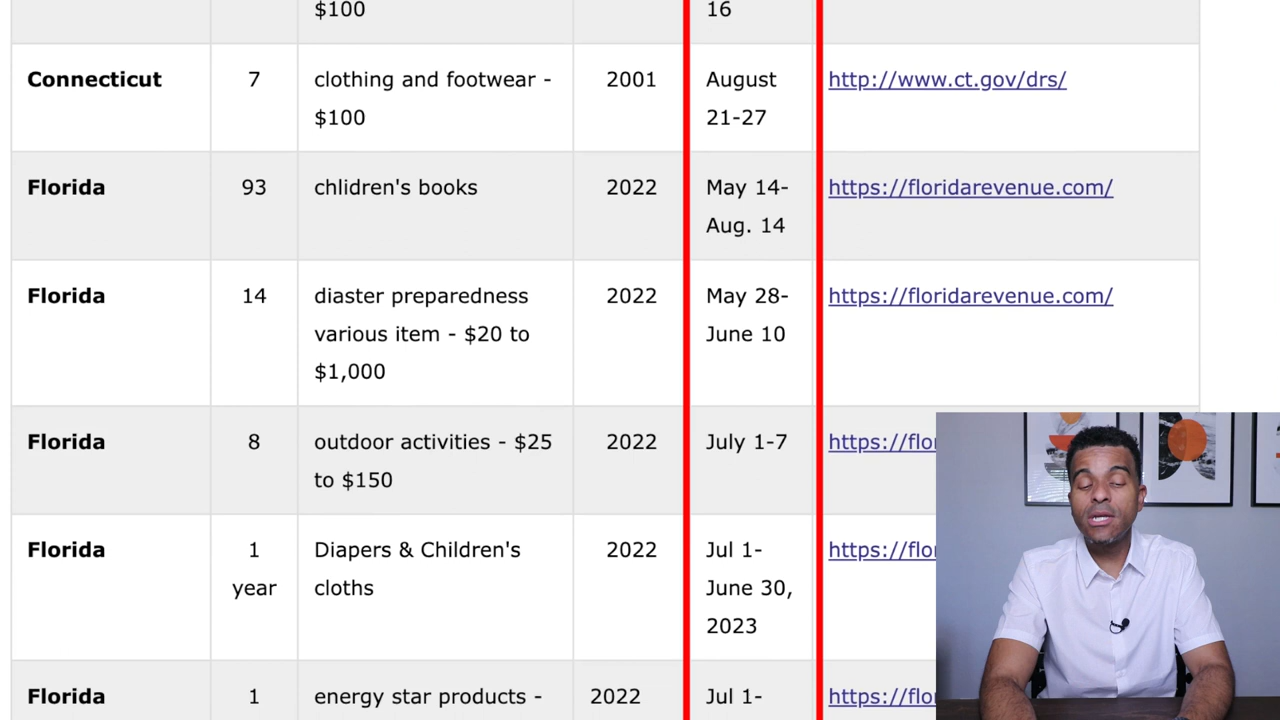 $100
16
Connecticut
7
clothing and footwear -
$100
2001
August
21-27
http://www.ct.gov/drs/
Florida
93
chlidren's books
2022
May 14-
Aug. 14
https://floridarevenue.com/
Florida
14
diaster preparedness
various item - $20 to
$1,000
2022
May 28-
June 10
https://floridarevenue.com/
Florida
8
outdoor activities - $25
to $150
2022
July 1-7
https://flo
Florida
1
year
Diapers & Children's
cloths
2022
Jul 1-
June 30,
2023
https://flo
Florida
1
energy star products -
2022
Jul 1-
https://flo